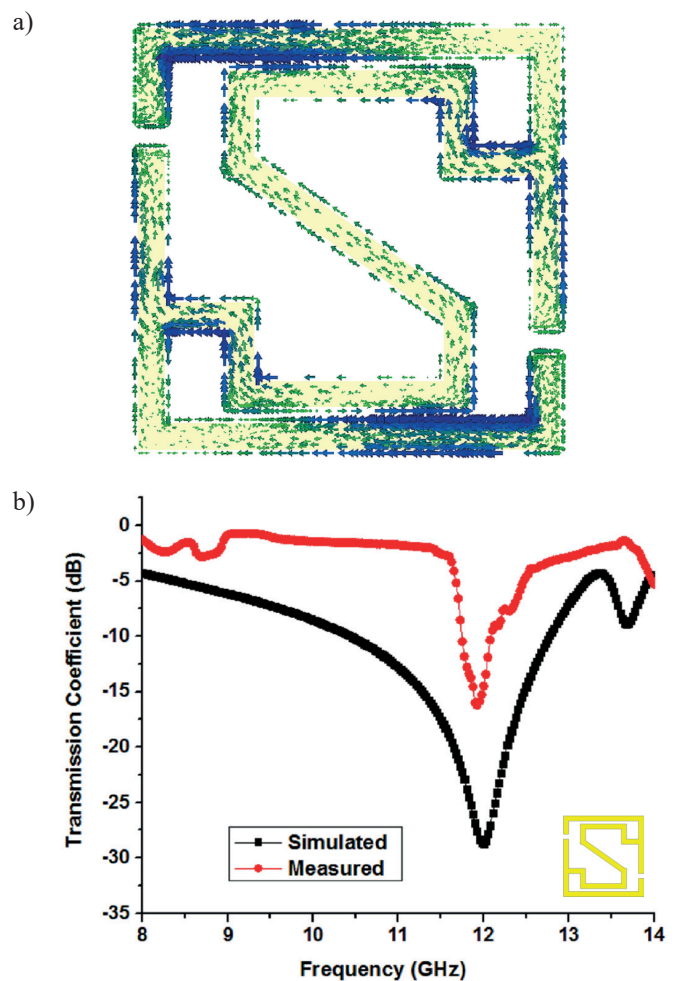 a)
b)
0
-5
-10
-15
-20
-25
-30
-35
Transmission Coefficient (dB)
Simulated
Measured
8
9
10
11
12
13
14
Frequency (GHz)